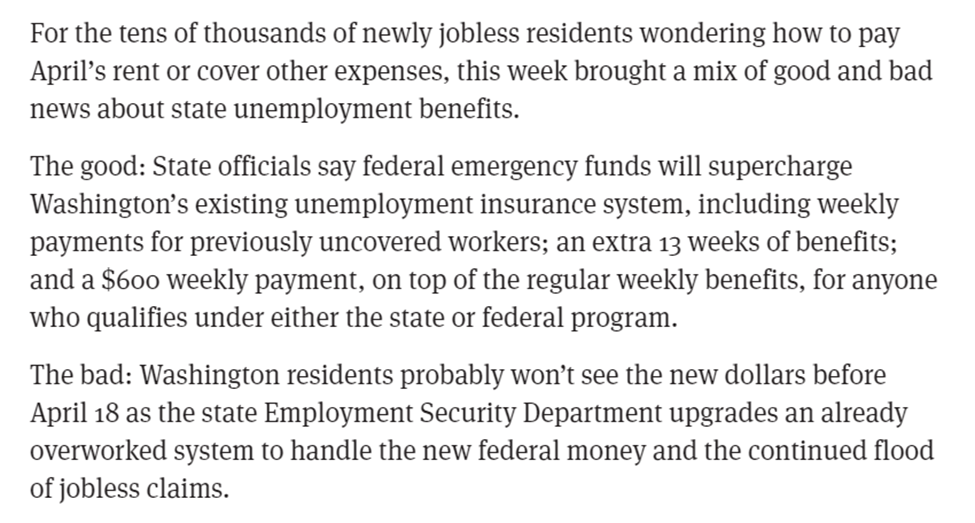 For the tens of thousands of newly jobless residents wondering how to pay
April’s rent or cover other expenses, this week brought a mix of good and bad
news about state unemployment benefits.
The good: State officials say federal emergency funds will supercharge
Washington’s existing unemployment insurance system, including weekly
payments for previously uncovered workers; an extra 13 weeks of benefits;
and a $600 weekly payment, on top of the regular weekly benefits, for anyone
who qualifies under either the state or federal program.
The bad: Washington residents probably won’t see the new dollars before
April 18 as the state Employment Security Department upgrades an already
overworked system to handle the new federal money and the continued flood
of jobless claims.